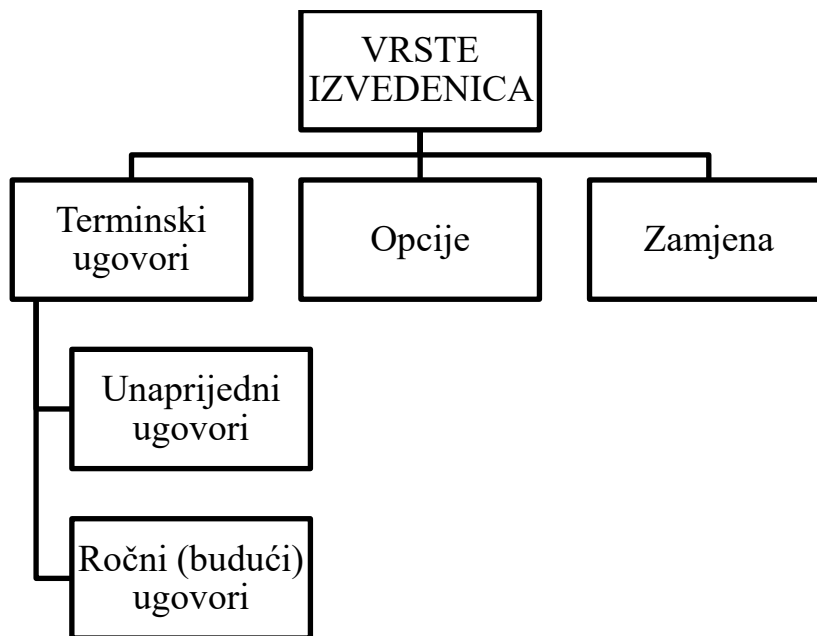 VRSTE
IZVEDENICA
Terminski
ugovori
Opcije
Zamjena
Unaprijedni
ugovori
Ročni (budući)
ugovori